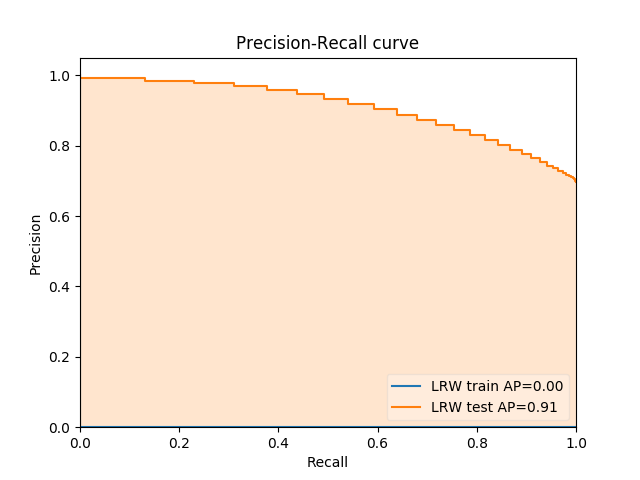 Precision-Recall curve
Precision
1.0
0.8
0.6
0.4
0.2
0.0
LRW train AP=0.00
LRW test AP=0.91
0.0 0.2 0.4 0.6 0.8 1.0
Recall